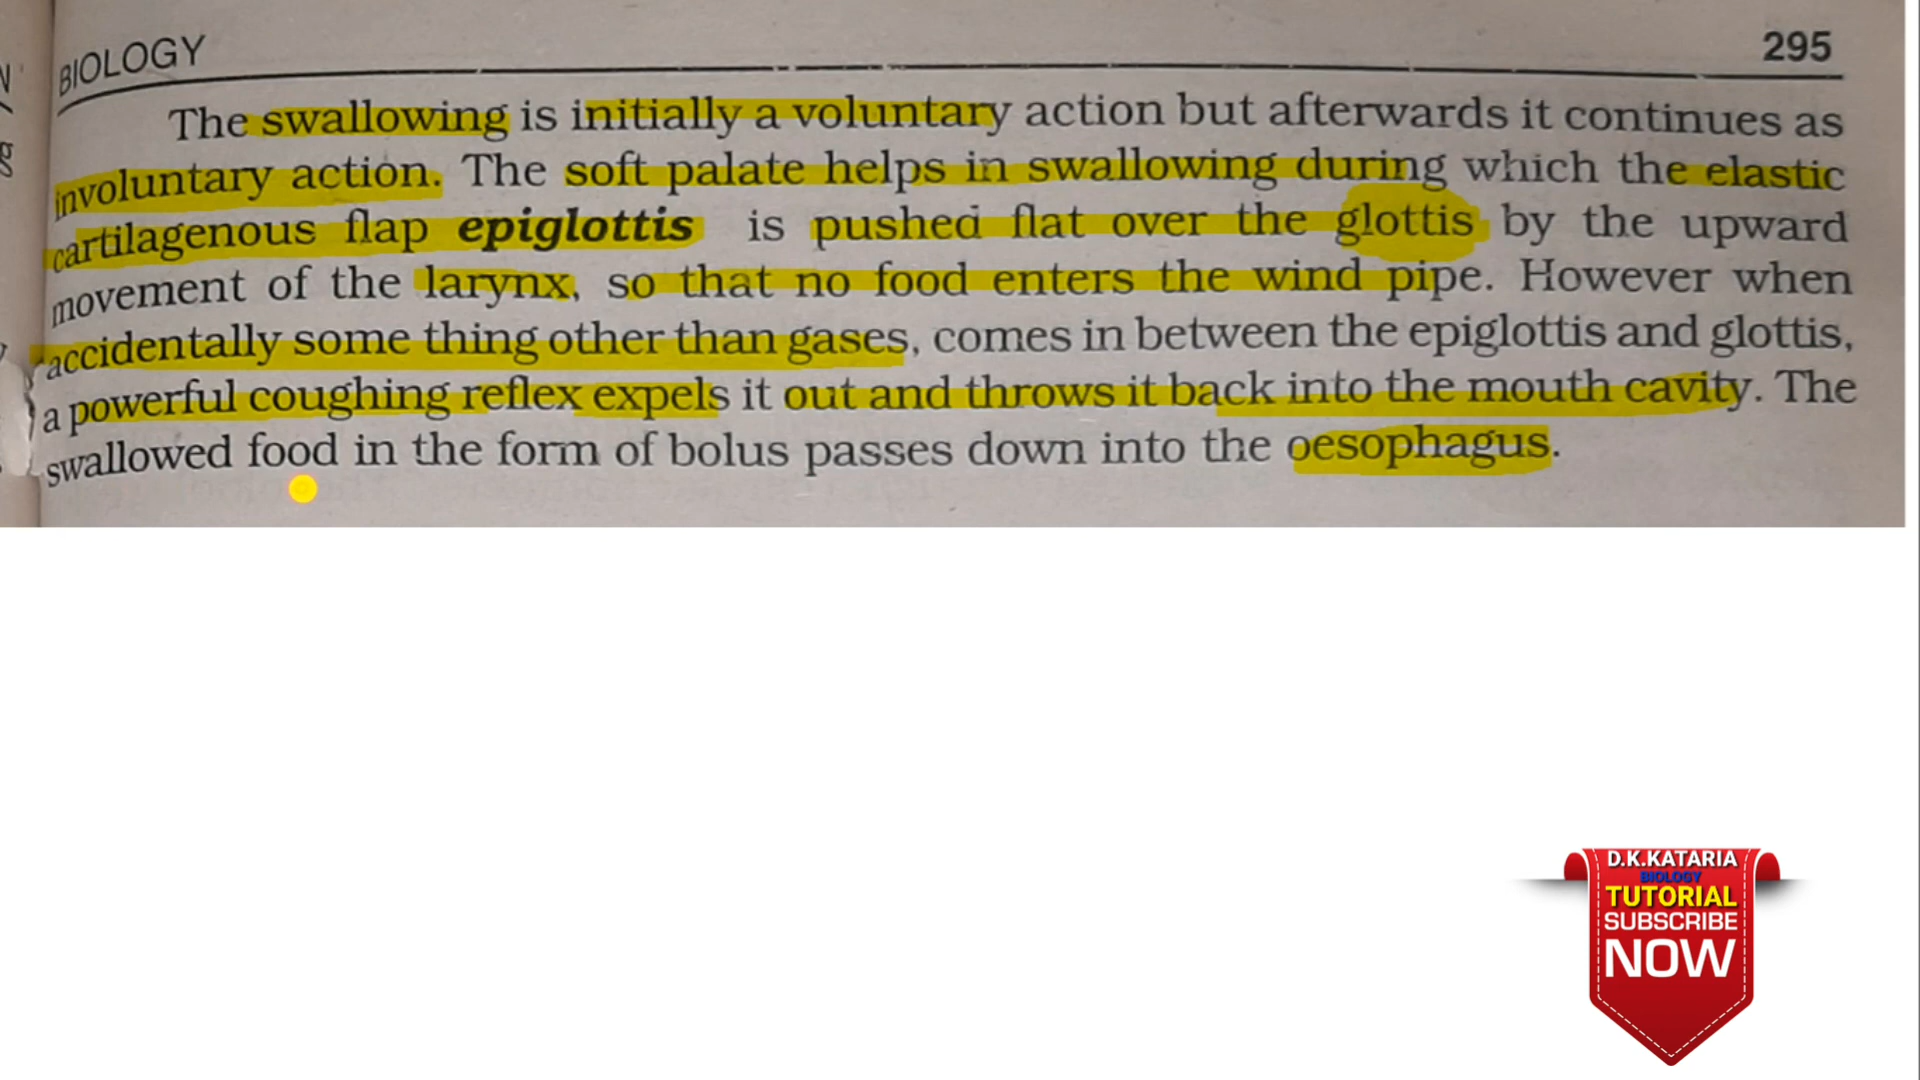 BIOLOGY
295
The swallowing is initially a voluntary action but afterwards it continues as
involuntary action. The soft palate helps in swallowing during which the elastic
cartilagenous flap epiglottis is pushed flat over the glottis by the upward
movement of the larynx, so that no food enters the wind pipe. However when
accidentally some thing other than gases, comes in between the epiglottis and glottis,
a powerful coughing reflex expels it out and throws it back into the mouth cavity. The
swallowed food in the form of bolus passes down into the oesophagus.
D.K.KATARIA
BIOLOGY
TUTORIAL
SUBSCRIBE
NOW